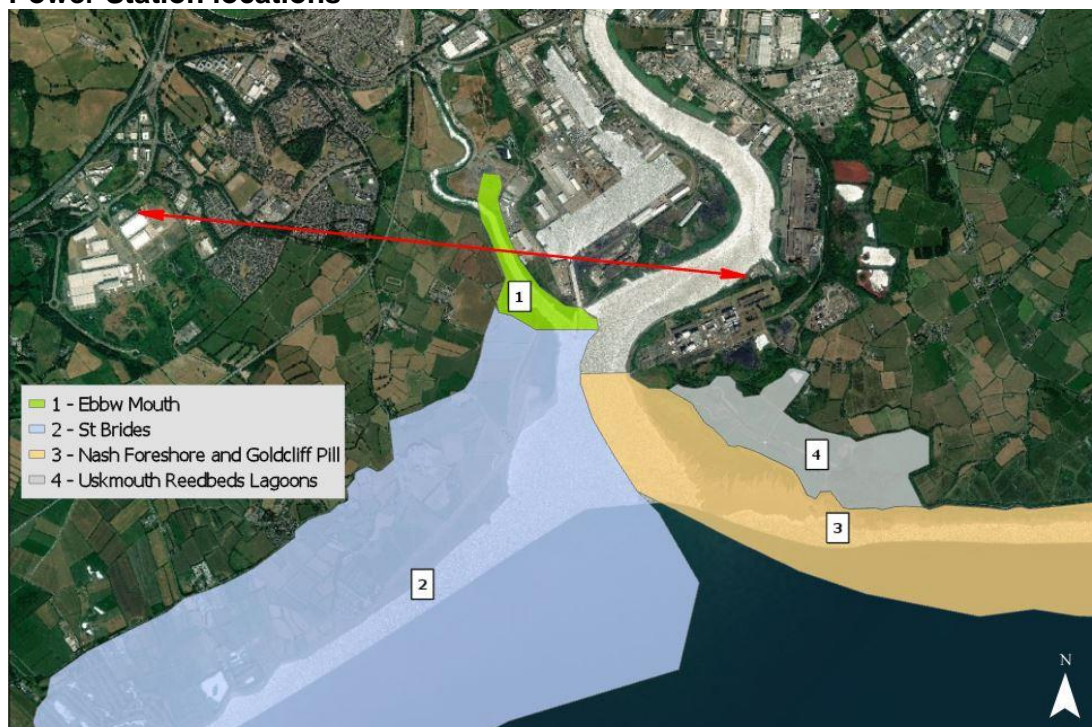 Power Station locations
1
1 - Ebbw Mouth
2 - St Brides
3 - Nash Foreshore and Goldcliff Pill
4 - Uskmouth Reedbeds Lagoons
4
3
2
N